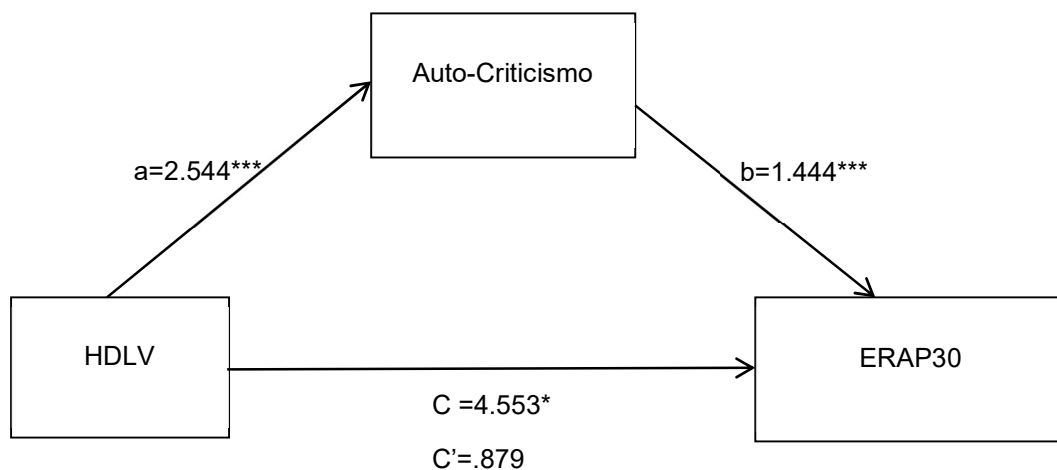 Auto-Criticismo
a=2.544***
b=1.444***
HDLV
ERAP30
C =4.553*
C’=.879